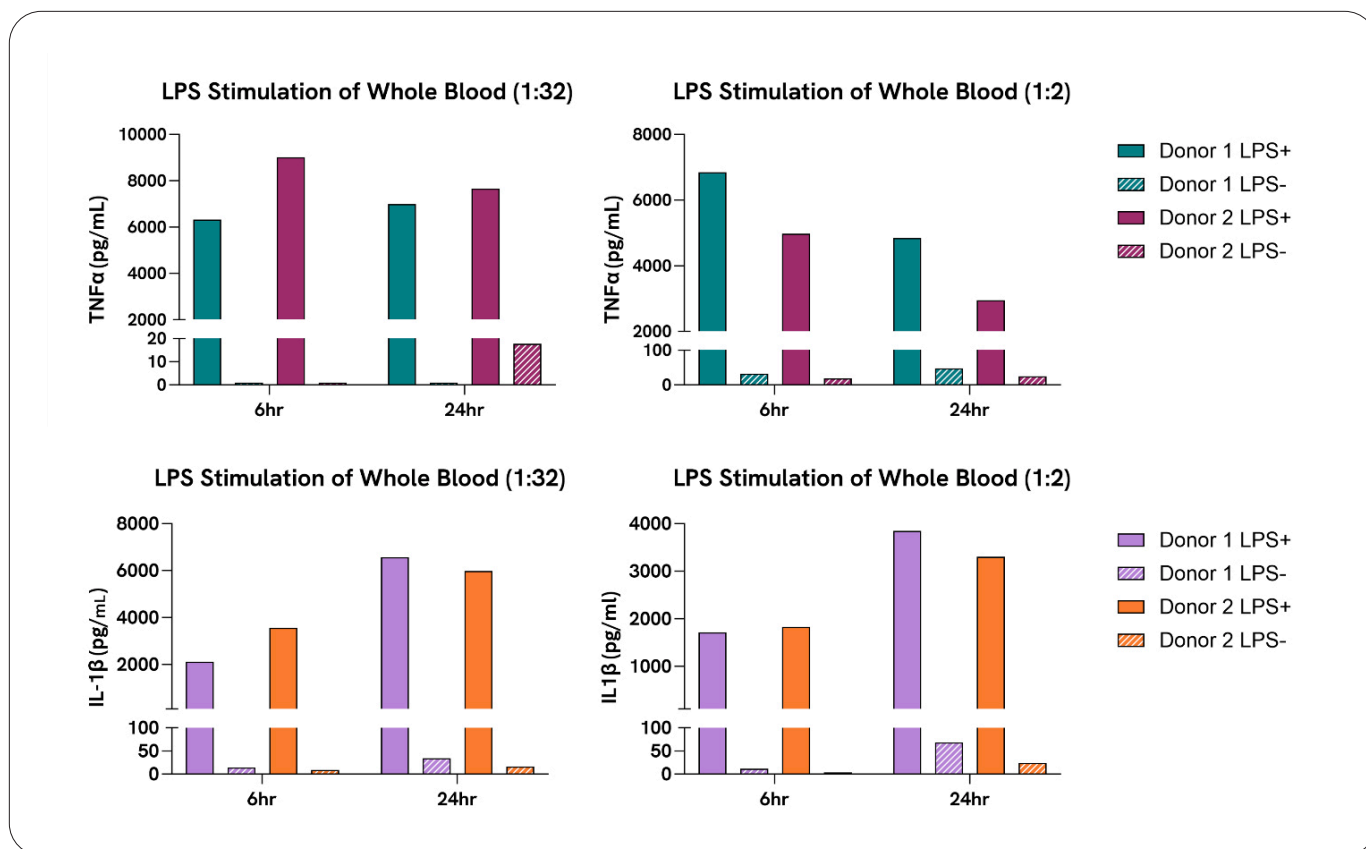 LPS Stimulation of Whole Blood (1:32)
10000
8000
6000
4000
2000
20
10
0
TNFα (pg/mL)
6hr
24hr
LPS Stimulation of Whole Blood (1:2)
8000
6000
4000
2000
100
0
TNFα (pg/mL)
6hr
24hr
Donor 1 LPS+
Donor 1 LPS-
Donor 2 LPS+
Donor 2 LPS-
LPS Stimulation of Whole Blood (1:32)
8000
6000
4000
2000
100
50
0
IL-1β (pg/mL)
6hr
24hr
LPS Stimulation of Whole Blood (1:2)
4000
3000
2000
1000
100
50
0
IL1β (pg/ml)
6hr
24hr
Donor 1 LPS+
Donor 1 LPS-
Donor 2 LPS+
Donor 2 LPS-